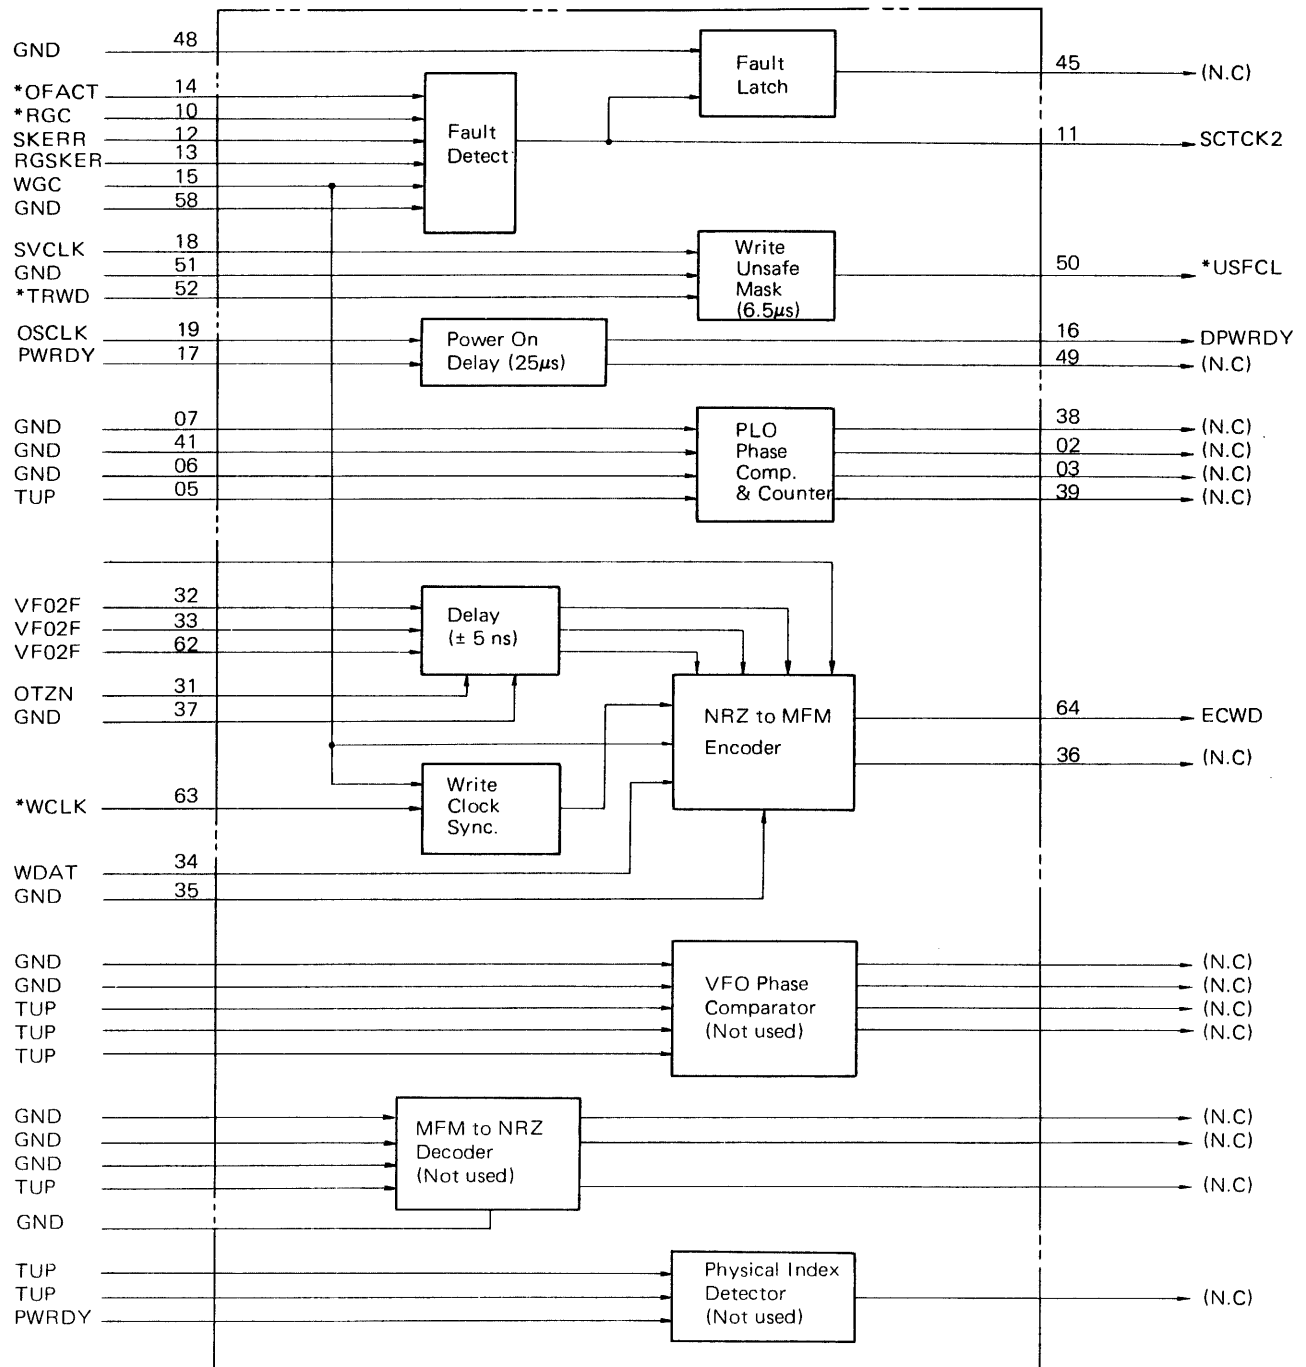 GND 48
Fault
Latch
45 (N.C)
*OFACT 14
*RGC 10
SKERR 12
RGSKER 13
WGC 15
GND 58
Fault
Detect
11 SCTCK2
SVCLK 18
GND 51
*TRWD 52
Write
Unsafe
Mask
(6.5μs)
50 *USFCL
OSCLK 19
PWRDY 17
Power On
Delay (25μs)
16 DPWRDY
49 (N.C)
GND 07
GND 41
GND 06
TUP 05
PLO
Phase
Comp.
& Counter
38 (N.C)
02 (N.C)
03 (N.C)
39 (N.C)
VF02F 32
VF02F 33
VF02F 62
Delay
(± 5 ns)
OTZN 31
GND 37
NRZ to MFM
Encoder
64 ECWD
36 (N.C)
*WCLK 63
Write
Clock
Sync.
WDAT 34
GND 35
GND
GND
TUP
TUP
TUP
VFO Phase
Comparator
(Not used)
(N.C)
(N.C)
(N.C)
(N.C)
GND
GND
GND
TUP
GND
MFM to NRZ
Decoder
(Not used)
(N.C)
(N.C)
(N.C)
TUP
TUP
PWRDY
Physical Index
Detector
(Not used)
(N.C)